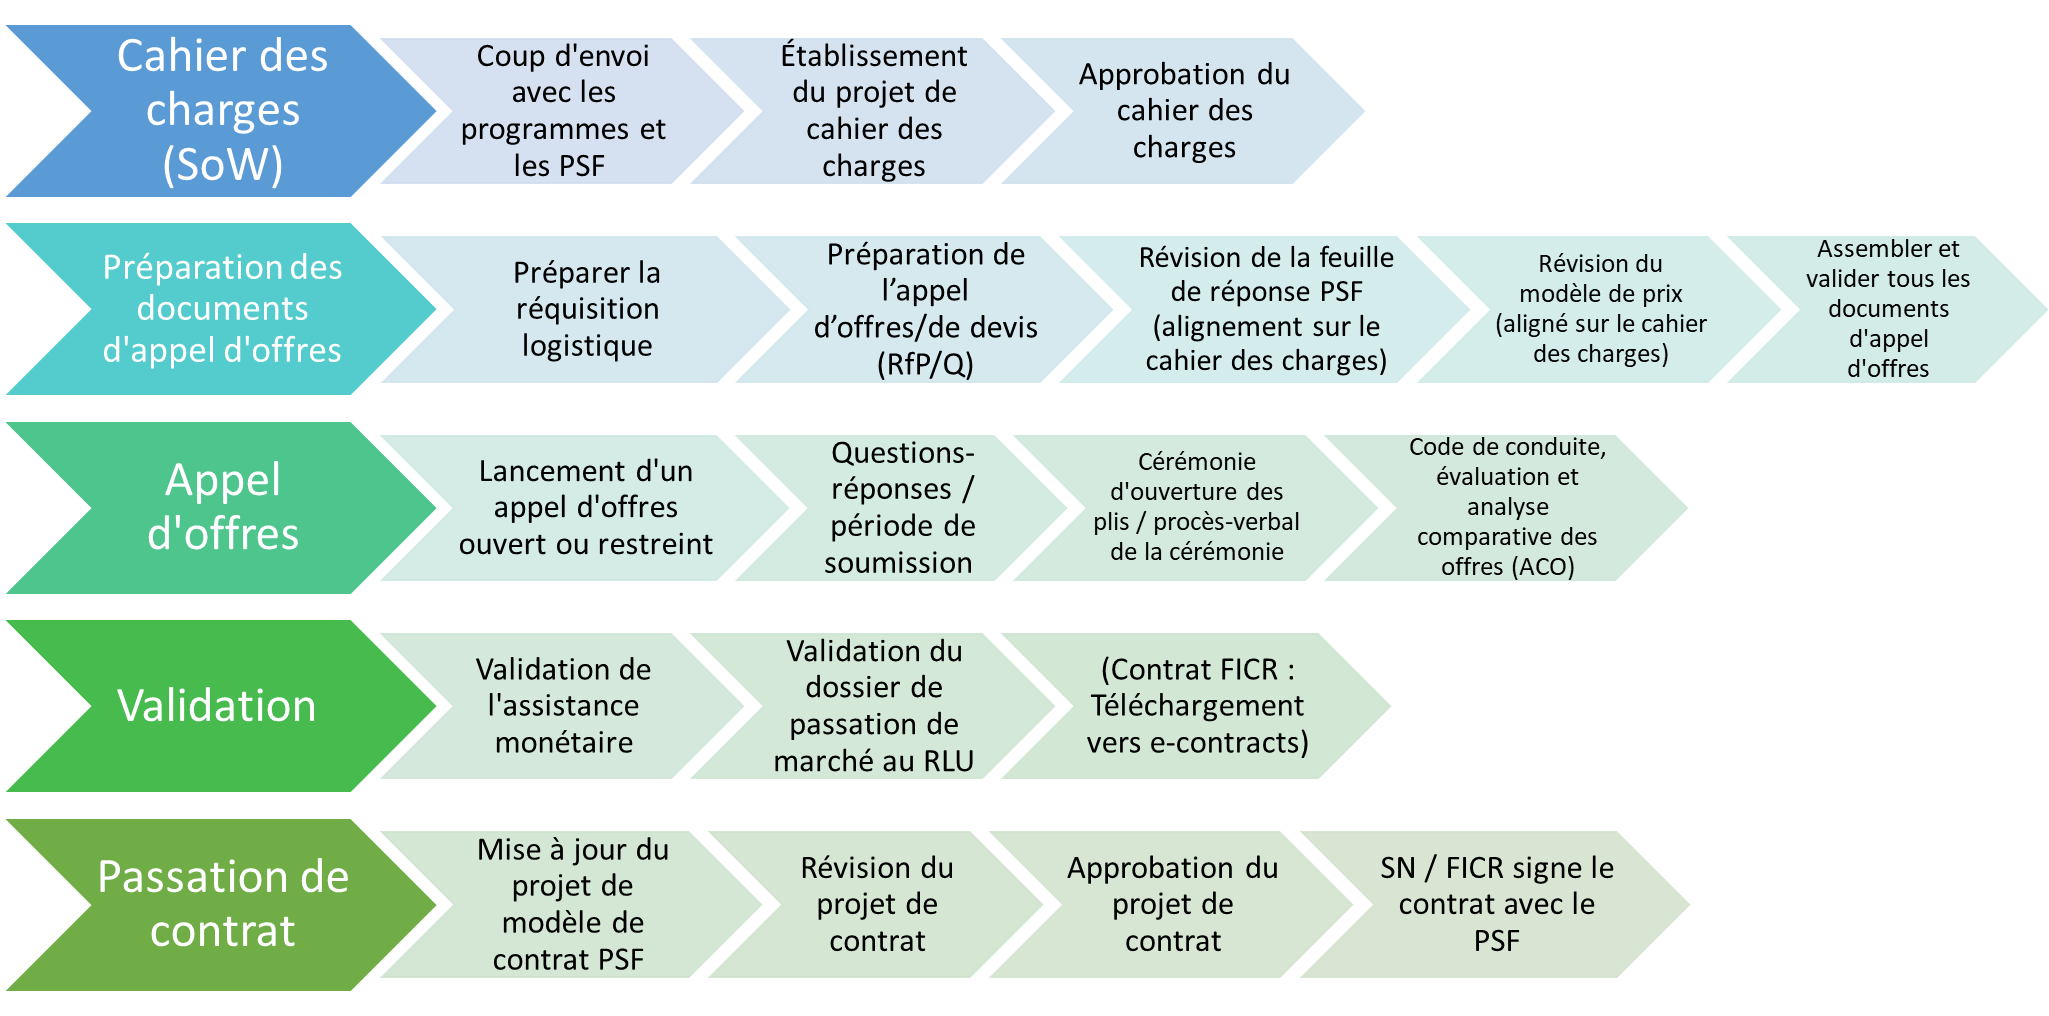 Cahier des
charges
(SoW)
Coup d'envoi
avec les
programmes et
les PSF
Établissement
du projet de
cahier des
charges
Approbation du
cahier des
charges
Préparation des
documents
d'appel d'offres
Préparer la
réquisition
logistique
Préparation de
l’appel
d’offres/de devis
(RfP/Q)
Révision de la feuille
de réponse PSF
(alignement sur le
cahier des charges)
Révision du
modèle de prix
(aligné sur le cahier
des charges)
Assembler et
valider tous les
documents
d'appel
d'offres
Appel
d'offres
Lancement d'un
appel d'offres
ouvert ou restreint
Questions-
réponses /
période de
soumission
Cérémonie
d'ouverture des
plis / procès-verbal
de la cérémonie
Code de conduite,
évaluation et
analyse
comparative des
offres (ACO)
Validation
Validation de
l'assistance
monétaire
Validation du
dossier de
passation de
marché au RLU
(Contrat FICR :
Téléchargement
vers e-contracts)
Passation de
contrat
Mise à jour du
projet de
modèle de
contrat PSF
Révision du
projet de
contrat
Approbation du
projet de
contrat
SN / FICR signe le
contrat avec le
PSF